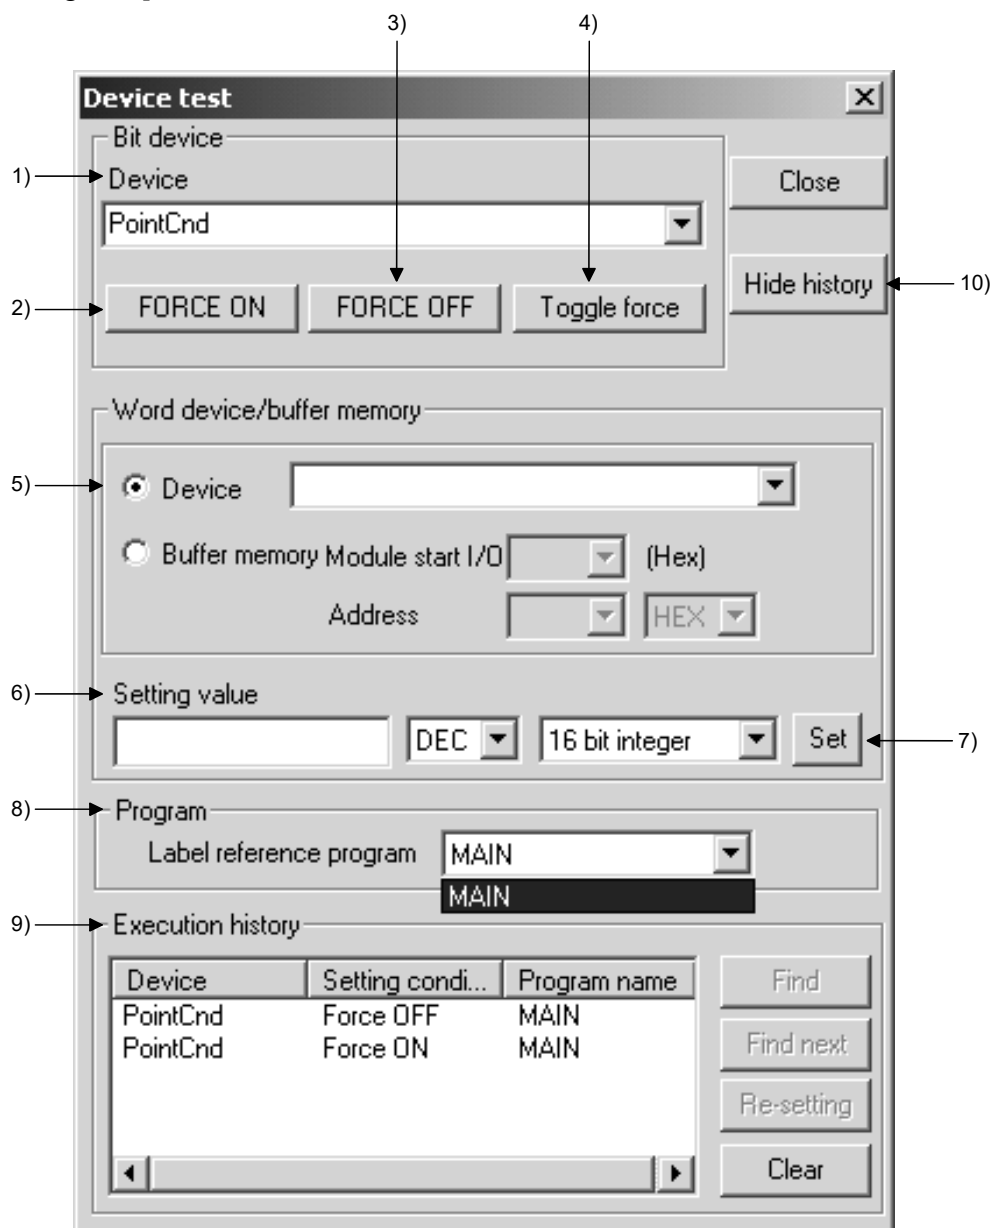 3)
4)
Device test
Bit device
1)
Device
Close
PointCnd
2)
FORCE ON
FORCE OFF
Toggle force
Hide history
10)
Word device/buffer memory
5)
Device
Buffer memory
Module start I/O
(Hex)
Address
HEX
6)
Setting value
DEC
16 bit integer
Set
7)
8)
Program
Label reference program
MAIN
MAIN
9)
Execution history
Device Setting condi... Program name
PointCnd Force OFF MAIN
PointCnd Force ON MAIN
Find
Find next
Re-setting
Clear